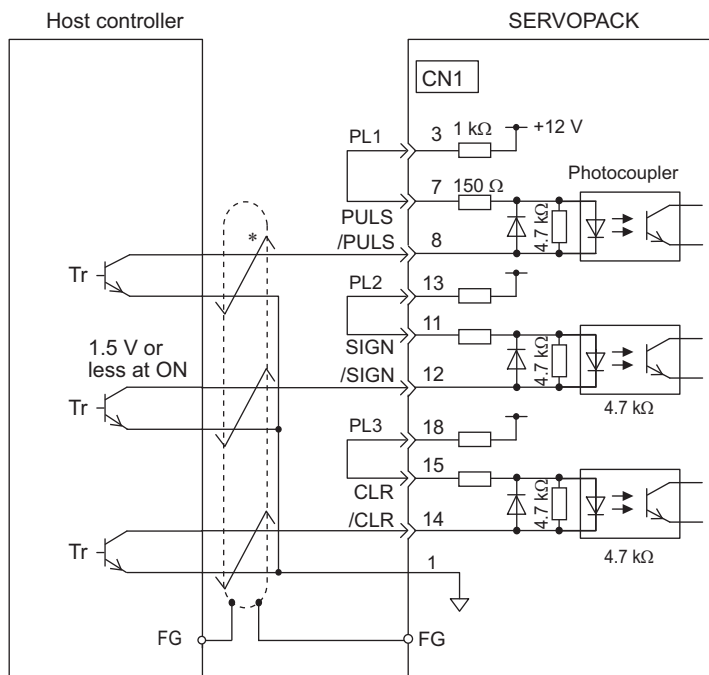 Host controller
SERVOPACK
CN1
PL1
3
1 kΩ
+12 V
Photocoupler
7
150 Ω
PULS
4.7 kΩ
*
/PULS
8
Tr
PL2
13
11
SIGN
4.7 kΩ
1.5 V or
less at ON
/SIGN
12
Tr
4.7 kΩ
PL3
18
15
CLR
4.7 kΩ
/CLR
14
Tr
1
4.7 kΩ
FG
FG